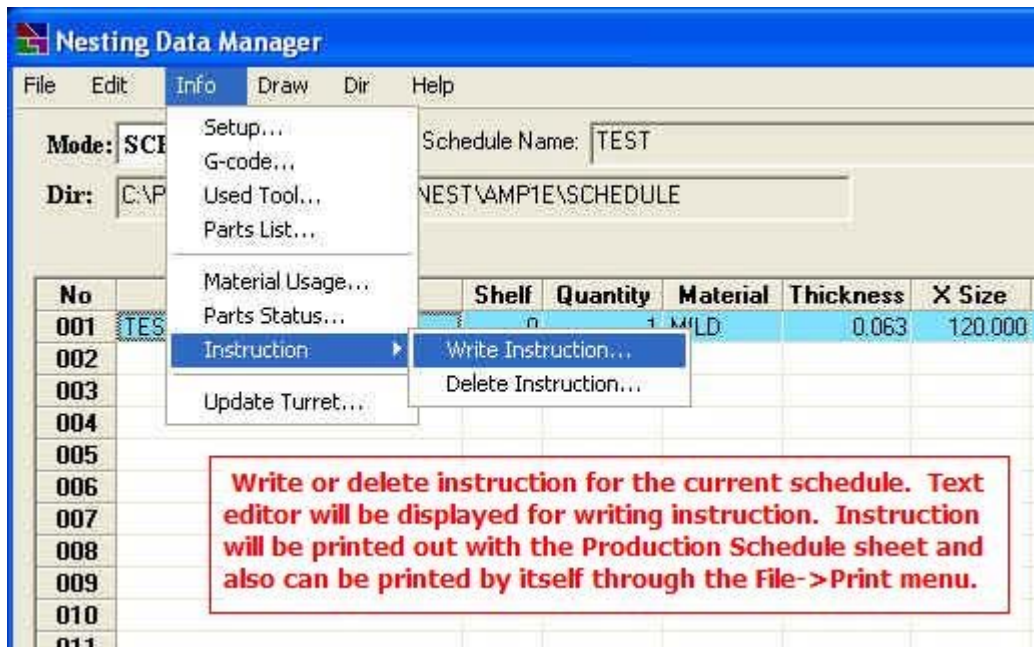 Nesting Data Manager
File Edit Info Draw Dir Help
Setup...
Mode: SCH Schedule Name: TEST
G-code...
Dir: C:\P Used Tool... NEST\AMP1E\SCHEDULE
Parts List...
Material Usage...
No Shelf Quantity Material Thickness X Size
Parts Status...
001 TES 0 1 MILD 0.063 120.000
Instruction Write Instruction...
002
Delete Instruction...
003
Update Turret...
004
005
006 Write or delete instruction for the current schedule. Text
007 editor will be displayed for writing instruction. Instruction
008 will be printed out with the Production Schedule sheet and
009 also can be printed by itself through the File->Print menu.
010
011